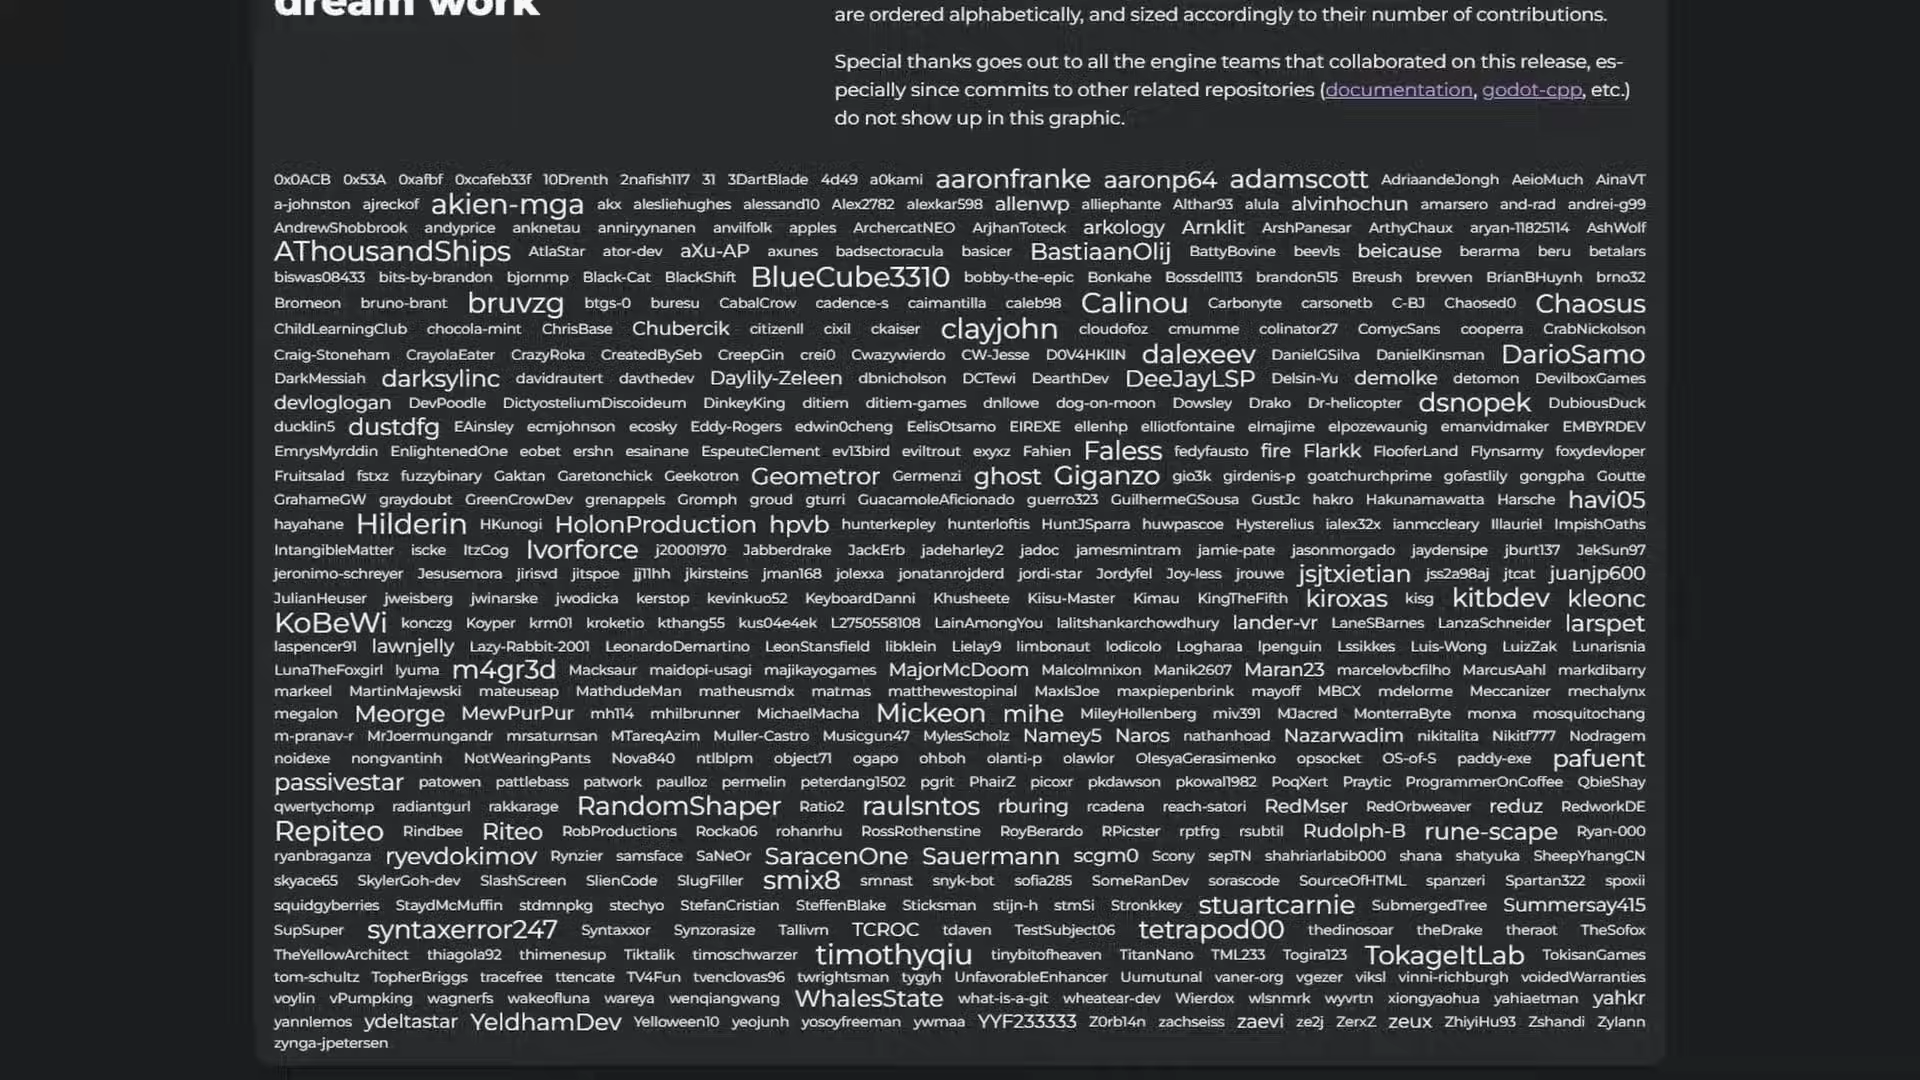 dream work
are ordered alphabetically, and sized accordingly to their number of contributions.
Special thanks goes out to all the engine teams that collaborated on this release, es-
pecially since commits to other related repositories (documentation, godot-cpp, etc.)
do not show up in this graphic.
0x0ACB 0x53A 0xafbf 0xcafeb33f 10Drenth 2nafish117 31 3DartBlade 4d49 a0kami aaronfranke aaronp64 adamscott AdriaandeJongh AeioMuch AinaVT
a-johnston ajreckof akien-mga akx alesliehughes alessand10 Alex2782 alexkar598 allenwp alliephante Althar93 alula alvinhochun amarsero and-rad andrei-g99
AndrewShobbrook andyprice anknetau anniryynanen anvilfolk apples ArchercatNEO ArjhanToteck arkology Arnklit ArshPanesar ArthyChaux aryan-11825114 AshWolf
AThousandShips AtlaStar ator-dev aXu-AP axunes badsectoracula basicer BastiaanOlij BattyBovine beevls beicause berarma beru betalars
biswas08433 bits-by-brandon bjornmp Black-Cat BlackShift BlueCube3310 bobby-the-epic Bonkahe Bossdell113 brandon515 Breush brevven BrianBHuynh brno32
Bromeon bruno-brant bruvzg btgs-0 buresu CabalCrow cadence-s caimantilla caleb98 Calinou Carbonyte carsonetb C-BJ Chaosed0 Chaosus
ChildLearningClub chocola-mint ChrisBase Chubercik citizenll cixil ckaiser clayjohn cloudofoz cmumme colinator27 ComycSans cooperra CrabNickolson
Craig-Stoneham CrayolaEater CrazyRoka CreatedBySeb CreepGin crei0 Cwazywierdo CW-Jesse D0V4HKIIN dalexeev DanielGSilva DanielKinsman DarioSamo
DarkMessiah darksylinc davidrautert davthedev Daylily-Zeleen dbnicholson DCTewi DearthDev DeeJayLSP Delsin-Yu demolke detomon DevilboxGames
devloglogan DevPoodle DictyosteliumDiscoideum DinkeyKing ditiem ditiem-games dnllowe dog-on-moon Dowsley Drako Dr-helicopter dsnopek DubiousDuck
ducklin5 dustdfg EAinsley ecmjohnson ecosky Eddy-Rogers edwin0cheng EelisOtsamo EIREXE ellenhp elliotfontaine elmajime elpozewaunig emanvidmaker EMBYRDEV
EmrysMyrddin EnlightenedOne eobet ershn esainane EspeuteClement ev13bird eviltrout exyxz Fahien Faless fedyfausto fire Flarkk FlooferLand Flynsarmy foxydevloper
Fruitsalad fstxz fuzzybinary Gaktan Garetonchick Geekotron Geometror Germenzi ghost Giganzo gio3k girdenis-p goatchurchprime gofastlily gongpha Goutte
GrahameGW graydoubt GreenCrowDev grenappels Gromph groud gturri GuacamoleAficionado guerro323 GuilhermeGSousa GustJc hakro Hakunamawatta Harsche havi05
hayahane Hilderin HKunogi HolonProduction hpvb hunterkepley hunterloftis HuntJSparra huwpascoe Hysterelius ialex32x ianmccleary Illauriel ImpishOaths
IntangibleMatter iscke ItzCog Ivorforce j20001970 Jabberdrake JackErb jadeharley2 jadoc jamesmintram jamie-pate jasonmorgado jaydensipe jburt137 JekSun97
jeronimo-schreyer Jesusemora jirisvd jitspoe jj11hh jkirsteins jman168 jolexxa jonatanrojderd jordi-star Jordyfel Joy-less jrouwe jsjtxietian jss2a98aj jtcat juanjp600
JulianHeuser jweisberg jwinarske jwodicka kerstop kevinkuo52 KeyboardDanni Khusheete Kiisu-Master Kimau KingTheFifth kiroxas kisg kitbdev kleonc
KoBeWi konczg Koyper krm01 kroketio kthang55 kus04e4ek L2750558108 LainAmongYou lalitshankarchowdhury lander-vr LaneSBarnes LanzaSchneider larspet
laspencer91 lawnjelly Lazy-Rabbit-2001 LeonardoDemartino LeonStansfield libklein Lielay9 limbonaut lodicolo Logharaa lpenguin Lssikkes Luis-Wong LuizZak Lunarisnia
LunaTheFoxgirl lyuma m4gr3d Macksaur maidopi-usagi majikayogames MajorMcDoom Malcolmnixon Manik2607 Maran23 marcelovbcfilho MarcusAahl markdibarry
markeel MartinMajewski mateuseap MathdudeMan matheusmdx matmas matthewestopinal MaxIsJoe maxpiepenbrink mayoff MBCX mdelorme Meccanizer mechalynx
megalon Meorge MewPurPur mh114 mhilbrunner MichaelMacha Mickeon mihe MileyHollenberg miv391 MJacred MonterraByte monxa mosquitochang
m-pranav-r MrJoermungandr mrsaturnsan MTareqAzim Muller-Castro Musicgun47 MylesScholz Namey5 Naros nathanhoad Nazarwadim nikitalita Nikitf777 Nodragem
noidexe nongvantinh NotWearingPants Nova840 ntlblpm object71 ogapo ohboh olanti-p olawlor OlesyaGerasimenko opsocket OS-of-S paddy-exe pafuent
passivestar patowen pattlebass patwork paulloz permelin peterdang1502 pgrit PhairZ picoxr pkdawson pkowal1982 PoqXert Praytic ProgrammerOnCoffee QbieShay
qwertychomp radiantgurl rakkarage RandomShaper Ratio2 raulsntos rburing rcadena reach-satori RedMser RedOrbweaver reduz RedworkDE
Repiteo Rindbee Riteo RobProductions Rocka06 rohanrhu RossRothenstine RoyBerardo RPicster rptfrg rsubtil Rudolph-B rune-scape Ryan-000
ryanbraganza ryevdokimov Rynzier samsface SaNeOr SaracenOne Sauermann scgm0 Scony sepTN shahriarlabib000 shana shatyuka SheepYhangCN
skyace65 SkylerGoh-dev SlashScreen SlienCode SlugFiller smix8 smnast snyk-bot sofia285 SomeRanDev sorascode SourceOfHTML spanzeri Spartan322 spoxii
squidgyberries StaydMcMuffin stdmnpkg stechyo StefanCristian SteffenBlake Sticksman stijn-h stmSi Stronkkey stuartcarnie SubmergedTree Summersay415
SupSuper syntaxerror247 Syntaxxor Synzorasize Tallivm TCROC tdaven TestSubject06 tetrapod00 thedinosoar theDrake theraot TheSofox
TheYellowArchitect thiagola92 thimenesup Tiktalik timoschwarzer timothyqiu tinybitofheaven TitanNano TML233 Togira123 TokageItLab TokisanGames
tom-schultz TopherBriggs tracefree ttencate TV4Fun tvenclovas96 twrightsman tygyh UnfavorableEnhancer Uumutunal vaner-org vgezer viksl vinni-richburgh voidedWarranties
voylin vPumpking wagnerfs wakeofluna wareya wenqiangwang WhalesState what-is-a-git wheatear-dev Wierdox wlsnmrk wyvrtn xiongyaohua yahiaetman yahkr
yannlemos ydeltastar YeldhamDev Yelloween10 yeojunh yosoyfreeman ywmaa YYF233333 Z0rb14n zachseiss zaevi ze2j ZerxZ zeux ZhiyiHu93 Zshandi Zylann
zynga-jpetersen